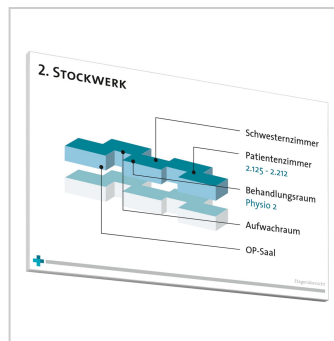 2. Stockwerk
Schwesternzimmer
Patientenzimmer
2.125 - 2.212
Behandlungsraum
Physio 2
Aufwachraum
OP-Saal